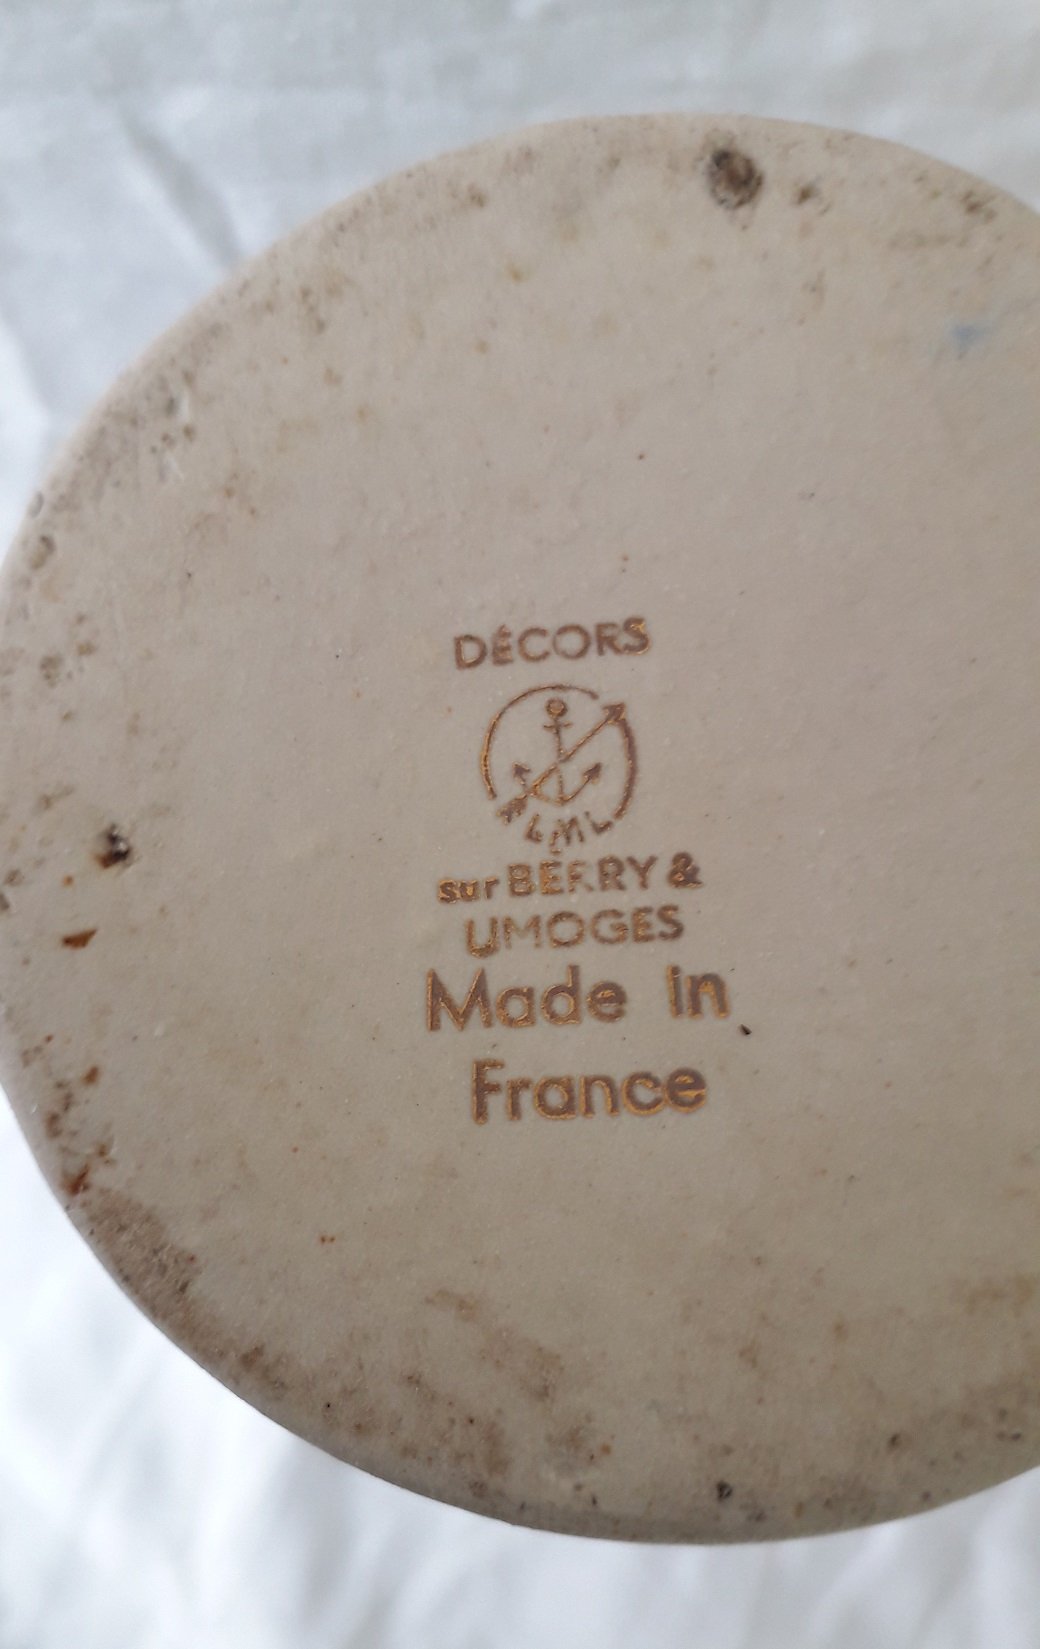 DÉCORS
LML
sur BERRY &
LIMOGES
Made in
France